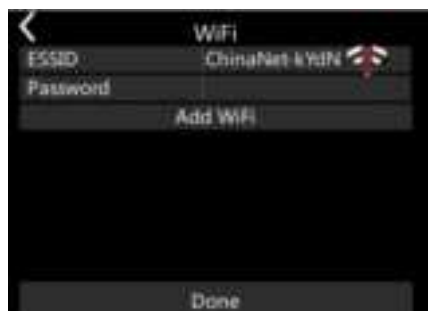 WiFi
ESSID ChinaNet-kYdN
Password
Add WiFi
Done